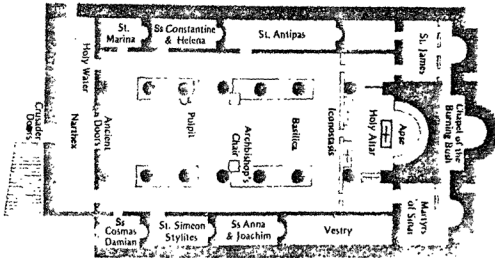 St.
Marina
Ss Constantine
& Helena
St. Antipas
St. James
Holy Water
Crusader
Doors
Narthex
Ancient
Doors
Pulpit
Archbishop's
Chair
Basilica
Iconostasis
Holy Altar
Apse
Chapel of the
Burning Bush
Martyrs
of Sinai
Ss
Cosmas
Damian
St. Simeon
Stylites
Ss Anna
& Joachim
Vestry